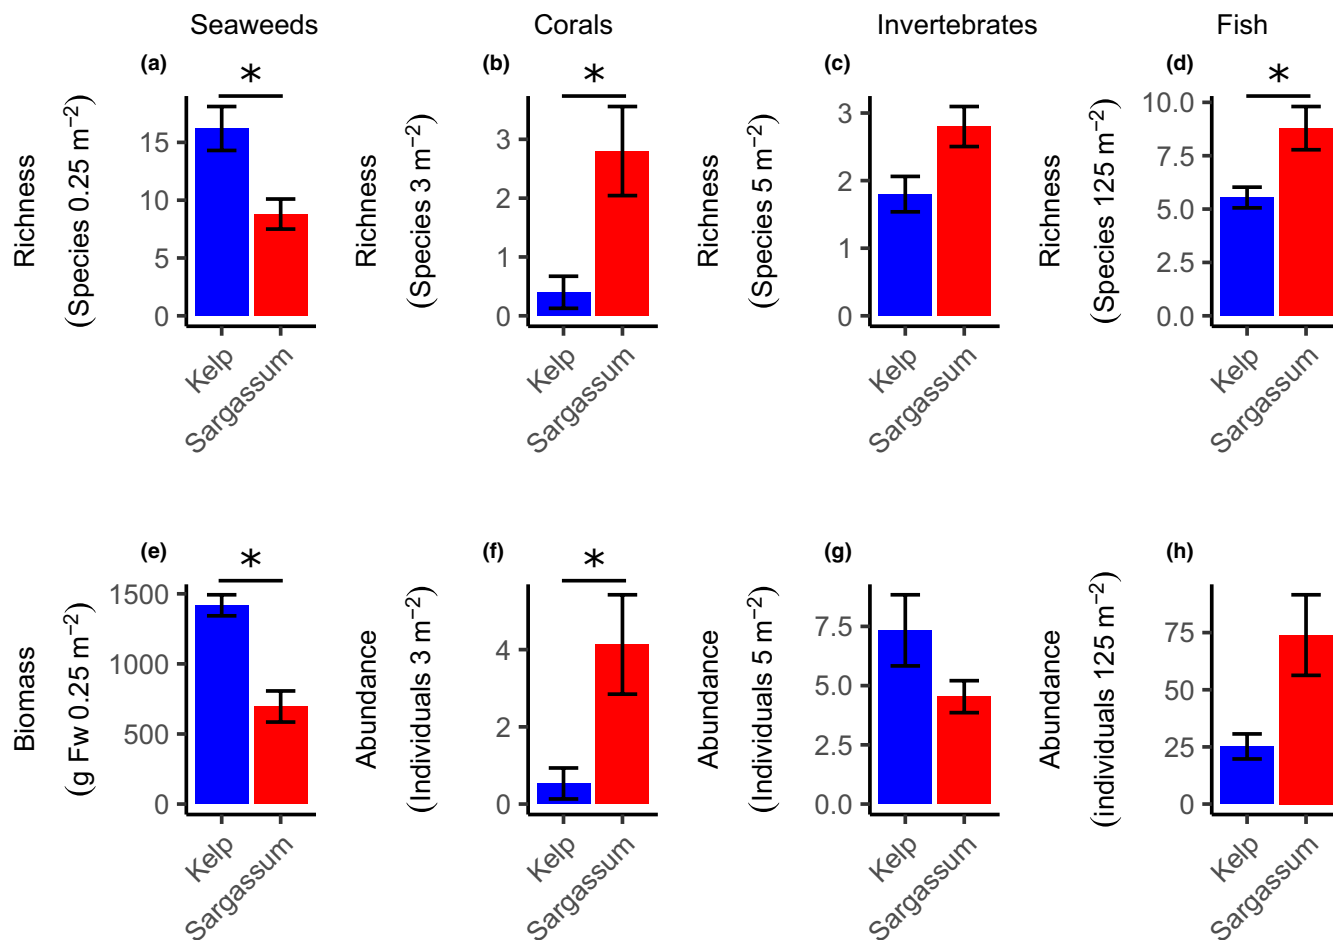 Seaweeds
Corals
Invertebrates
Fish
(a)
*
Richness
(Species 0.25 m−2)
15
10
5
0
Kelp
Sargassum
(b)
*
Richness
(Species 3 m−2)
3
2
1
0
Kelp
Sargassum
(c)
Richness
(Species 5 m−2)
3
2
1
0
Kelp
Sargassum
(d)
*
Richness
(Species 125 m−2)
10.0
7.5
5.0
2.5
0.0
Kelp
Sargassum
(e)
*
Biomass
(g Fw 0.25 m−2)
1500
1000
500
0
Kelp
Sargassum
(f)
*
Abundance
(Individuals 3 m−2)
4
2
0
Kelp
Sargassum
(g)
Abundance
(Individuals 5 m−2)
7.5
5.0
2.5
0.0
Kelp
Sargassum
(h)
Abundance
(individuals 125 m−2)
75
50
25
0
Kelp
Sargassum